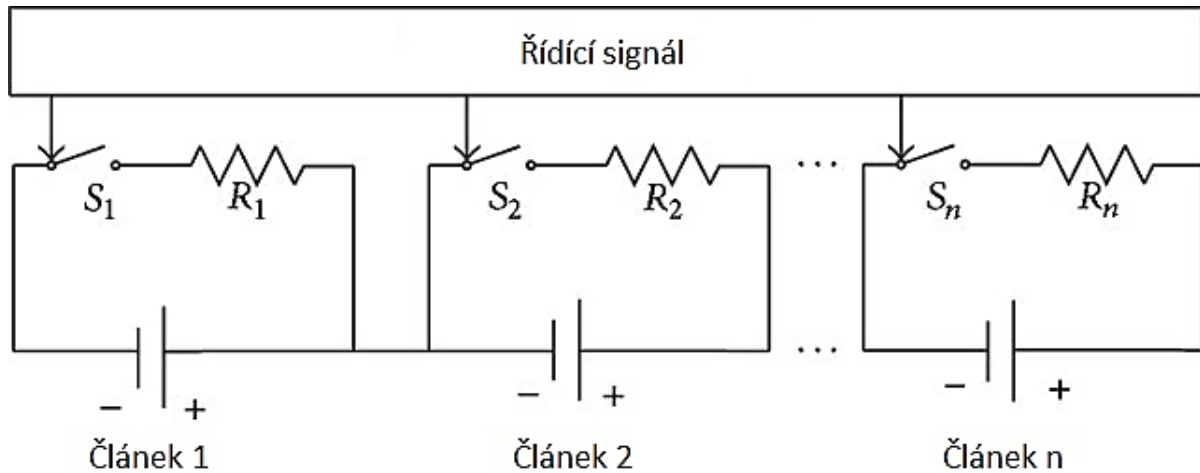 Řídící signál
S1 R1 S2 R2 ... Sn Rn
...
− + − + − +
Článek 1 Článek 2 Článek n